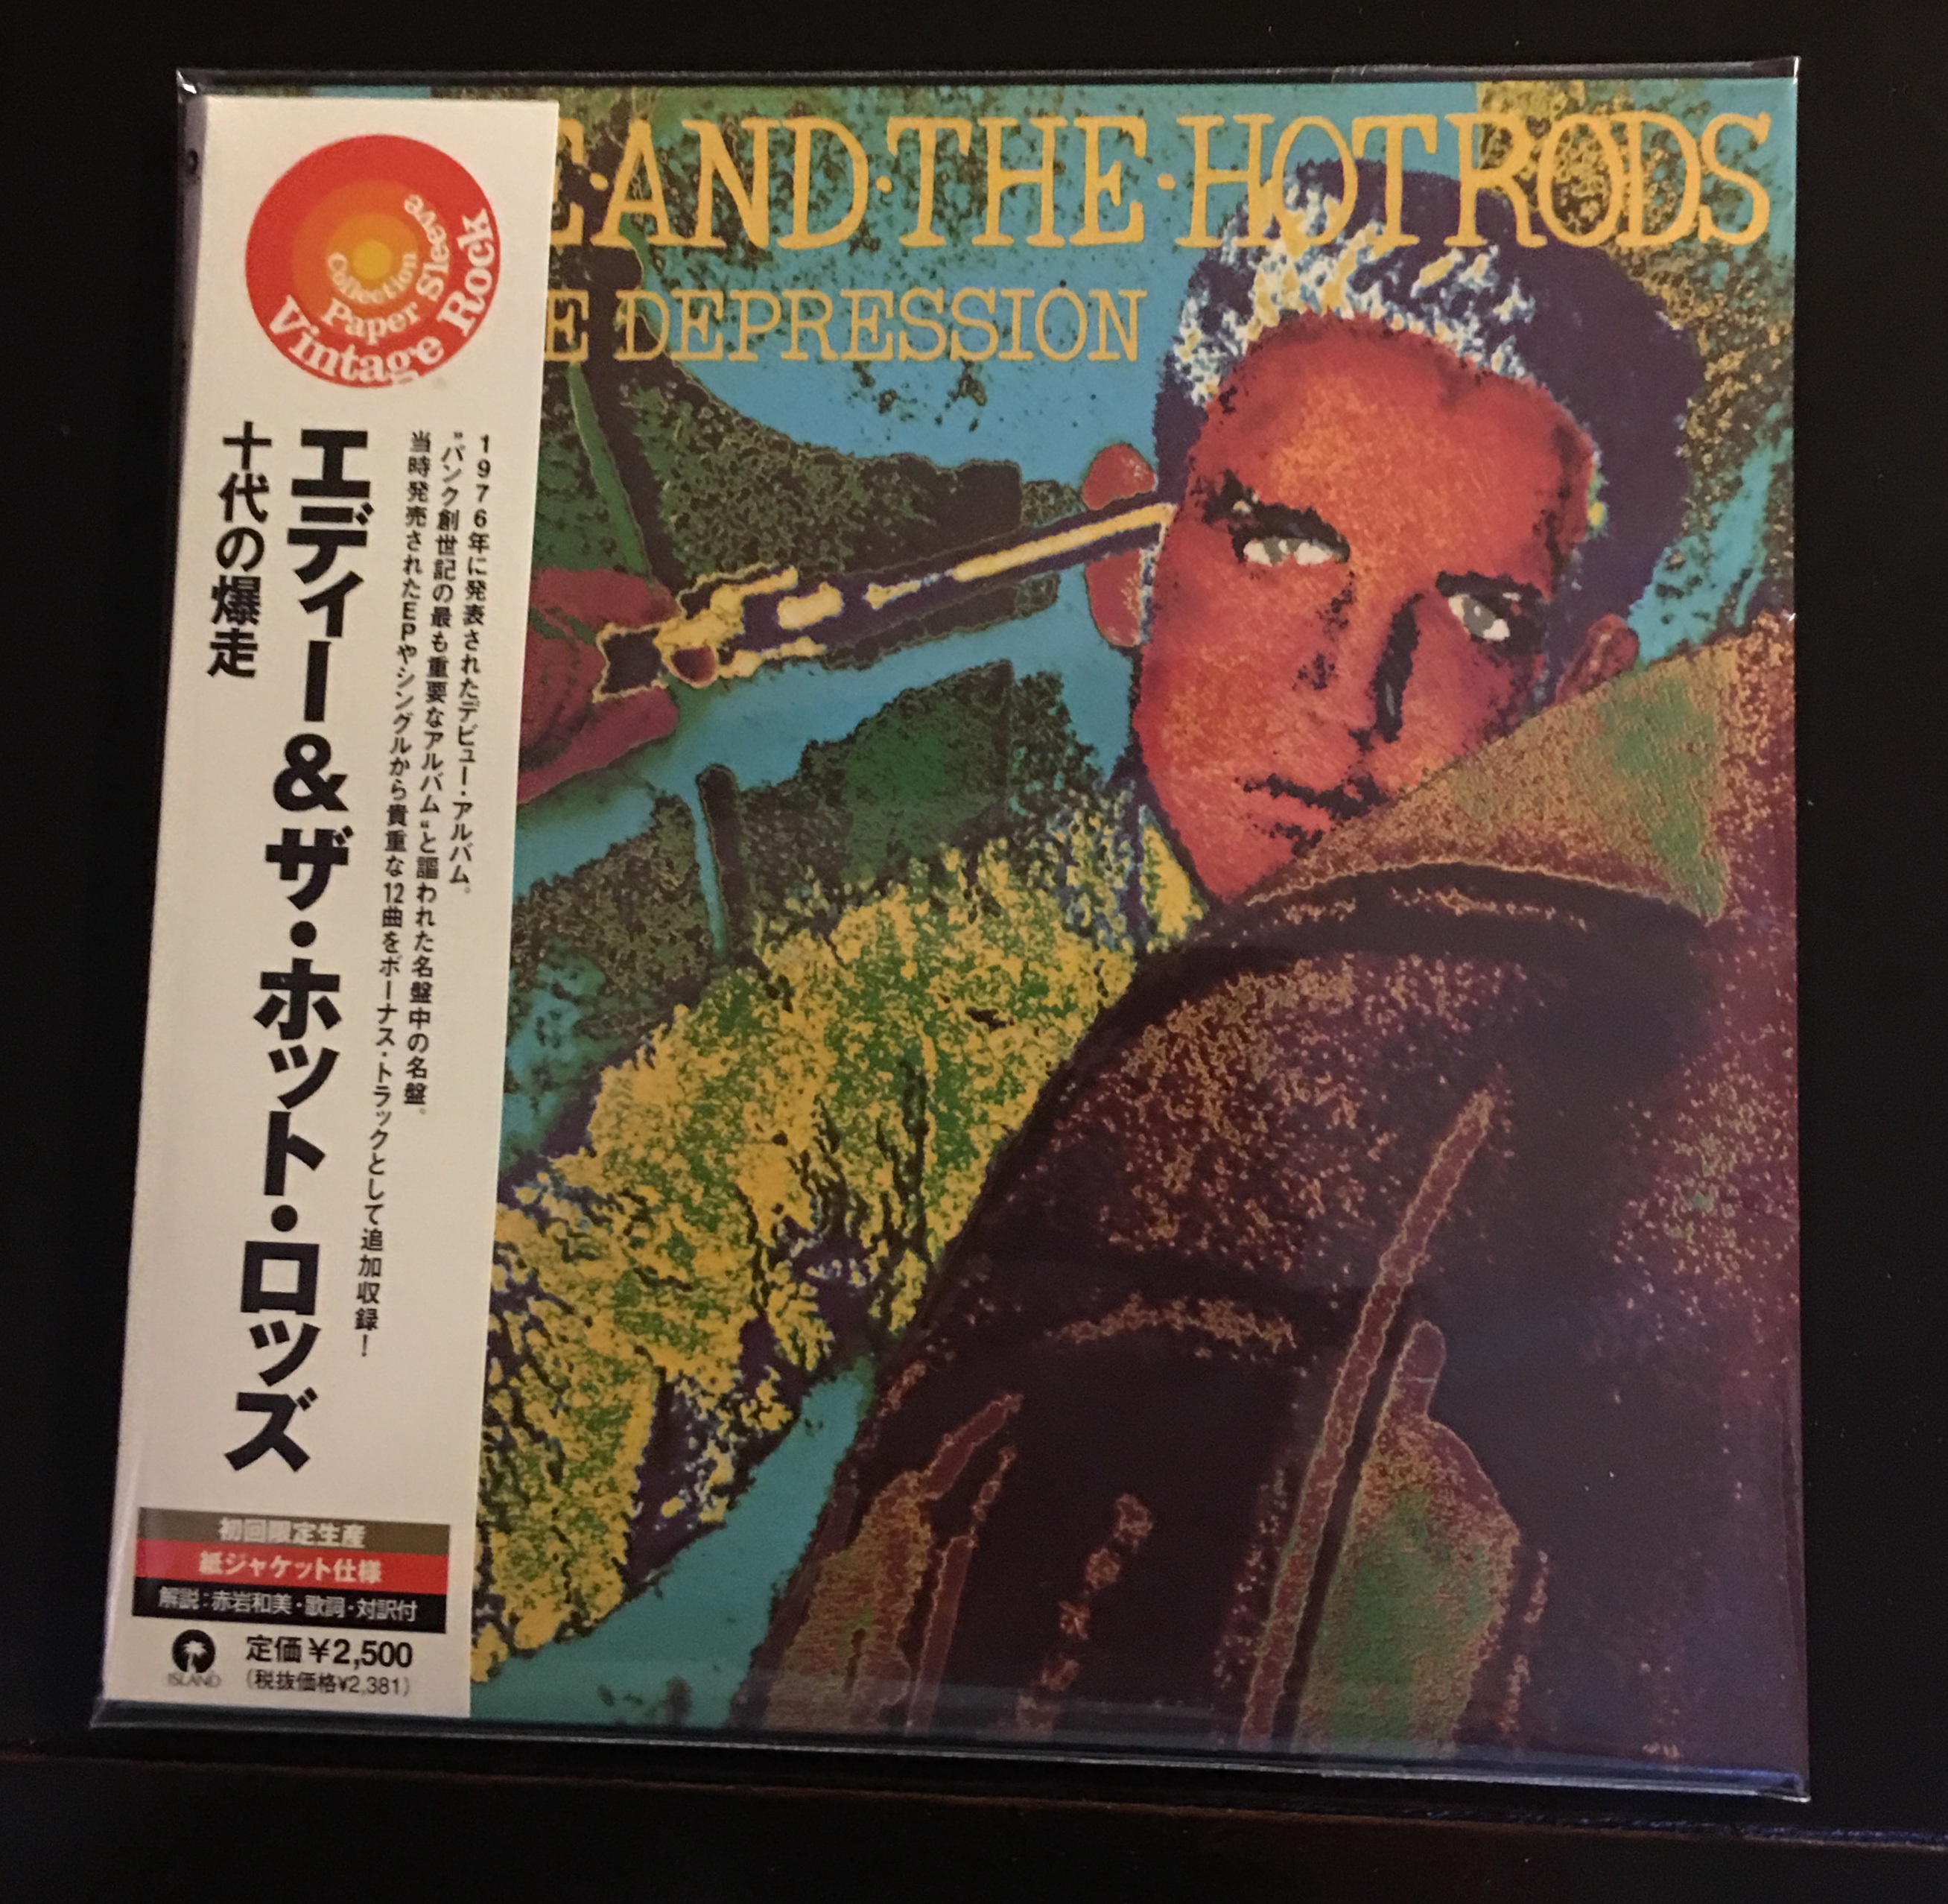 E·AND·THE·HOT RODS
E DEPRESSION
Vintage Rock
Paper Sleeve
Collection
1976年に発表されたデビュー・アルバム。
〝パンク創世記の最も重要なアルバム〟と謳われた名盤中の名盤。
当時発売されたEPやシングルから貴重な12曲をボーナス・トラックとして追加収録！
エディー＆ザ・ホット・ロッズ
十代の爆走
初回限定生産
紙ジャケット仕様
解説：赤岩和美・歌詞・対訳付
ISLAND
定価￥2,500
(税抜価格¥2,381)